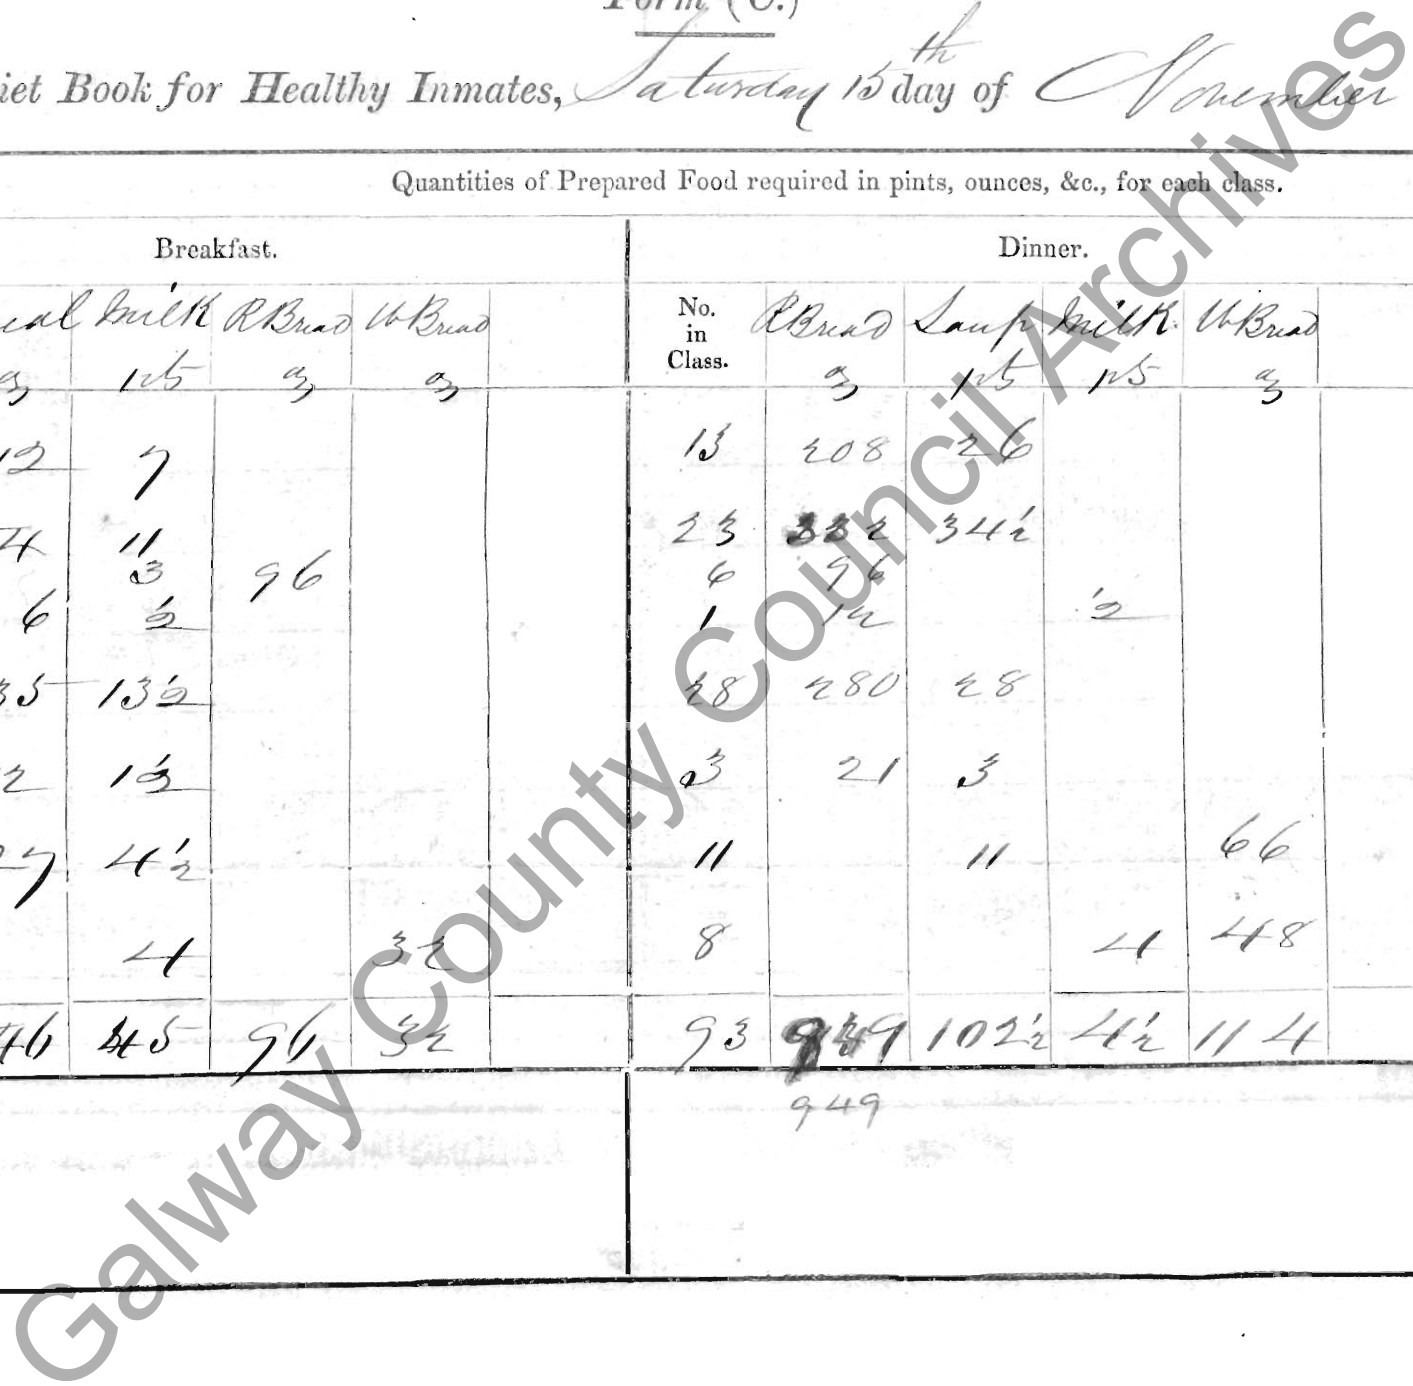 Form (C.)
iet Book for Healthy Inmates, Saturday 15th day of November
Quantities of Prepared Food required in pints, ounces, &c., for each class.
Breakfast. Dinner.
eal Milk R Bread W Bread No. in Class. R Bread Soup Milk W Bread
oz pts oz oz oz pts pts oz
12 7 13 208 26
4 11 23 332 34½
3 96 6 96
6 ½ 1 12 ½
35 13½ 28 280 28
2 1½ 3 21 3
27 4½ 11 11 66
4 32 8 4 48
46 45 96 32 93 949 102½ 4½ 114
949
Galway County Council Archives